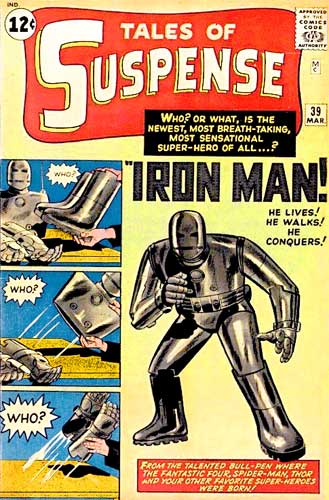 IND.
12¢
APPROVED
BY THE
COMICS
CODE
AUTHORITY
TALES OF
SUSPENSE
M
C
39
MAR.
WHO? OR WHAT, IS THE
NEWEST, MOST BREATH-TAKING,
MOST SENSATIONAL
SUPER-HERO OF ALL...?
"IRON MAN!
HE LIVES!
HE WALKS!
HE
CONQUERS!
WHO?
WHO?
WHO?
FROM THE TALENTED BULL-PEN WHERE
THE FANTASTIC FOUR, SPIDER-MAN, THOR
AND YOUR OTHER FAVORITE SUPER-HEROES
WERE BORN!